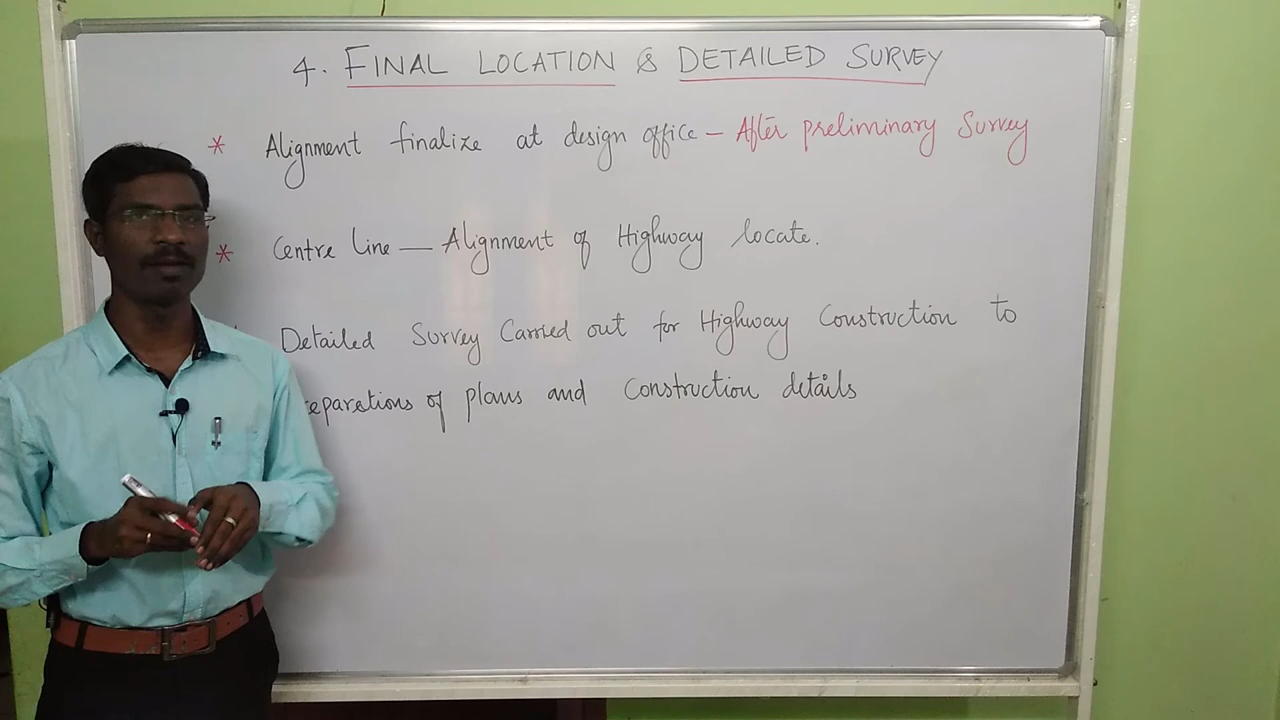 4. FINAL LOCATION & DETAILED SURVEY
* Alignment finalize at design office – After preliminary Survey
* Centre line — Alignment of Highway locate.
Detailed Survey Carried out for Highway Construction to
reparations of plans and Construction details